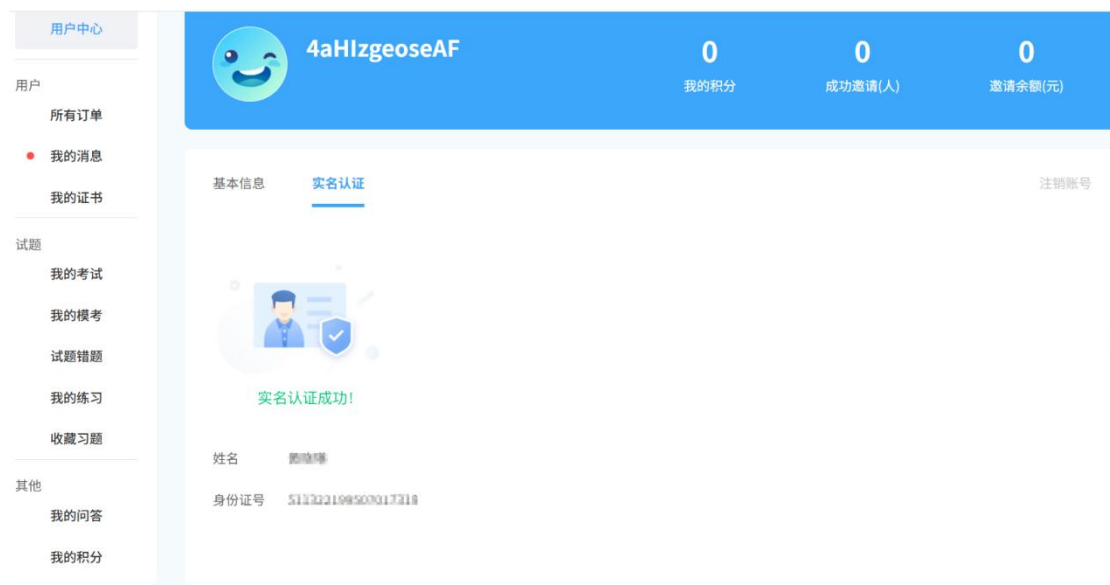 用户中心
4aHIzgeoseAF
0
0
0
我的积分
成功邀请(人)
邀请余额(元)
用户
所有订单
我的消息
我的证书
基本信息
实名认证
注销账号
试题
我的考试
我的模考
试题错题
我的练习
收藏习题
实名认证成功!
姓名
身份证号
其他
我的问答
我的积分